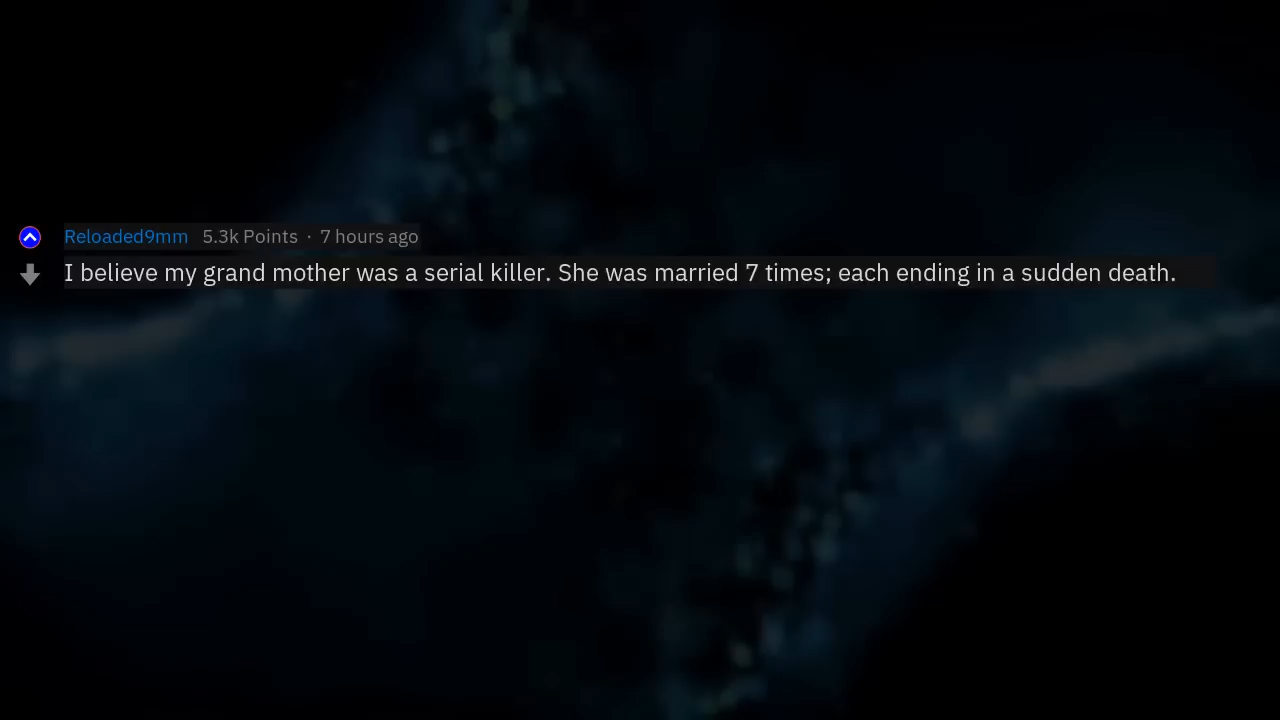 Reloaded9mm 5.3k Points · 7 hours ago
I believe my grand mother was a serial killer. She was married 7 times; each ending in a sudden death.